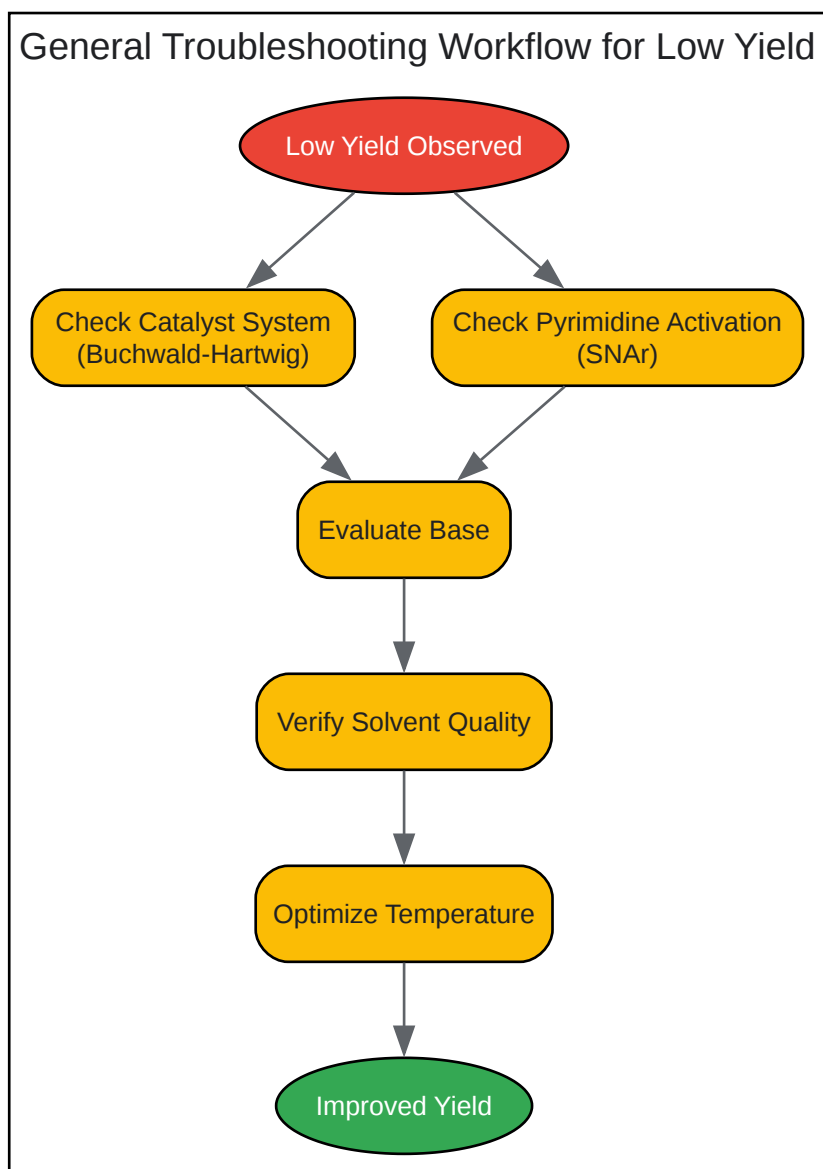 General Troubleshooting Workflow for Low Yield
Low Yield Observed
Check Catalyst System
(Buchwald-Hartwig)
Check Pyrimidine Activation
(SNAr)
Evaluate Base
Verify Solvent Quality
Optimize Temperature
Improved Yield